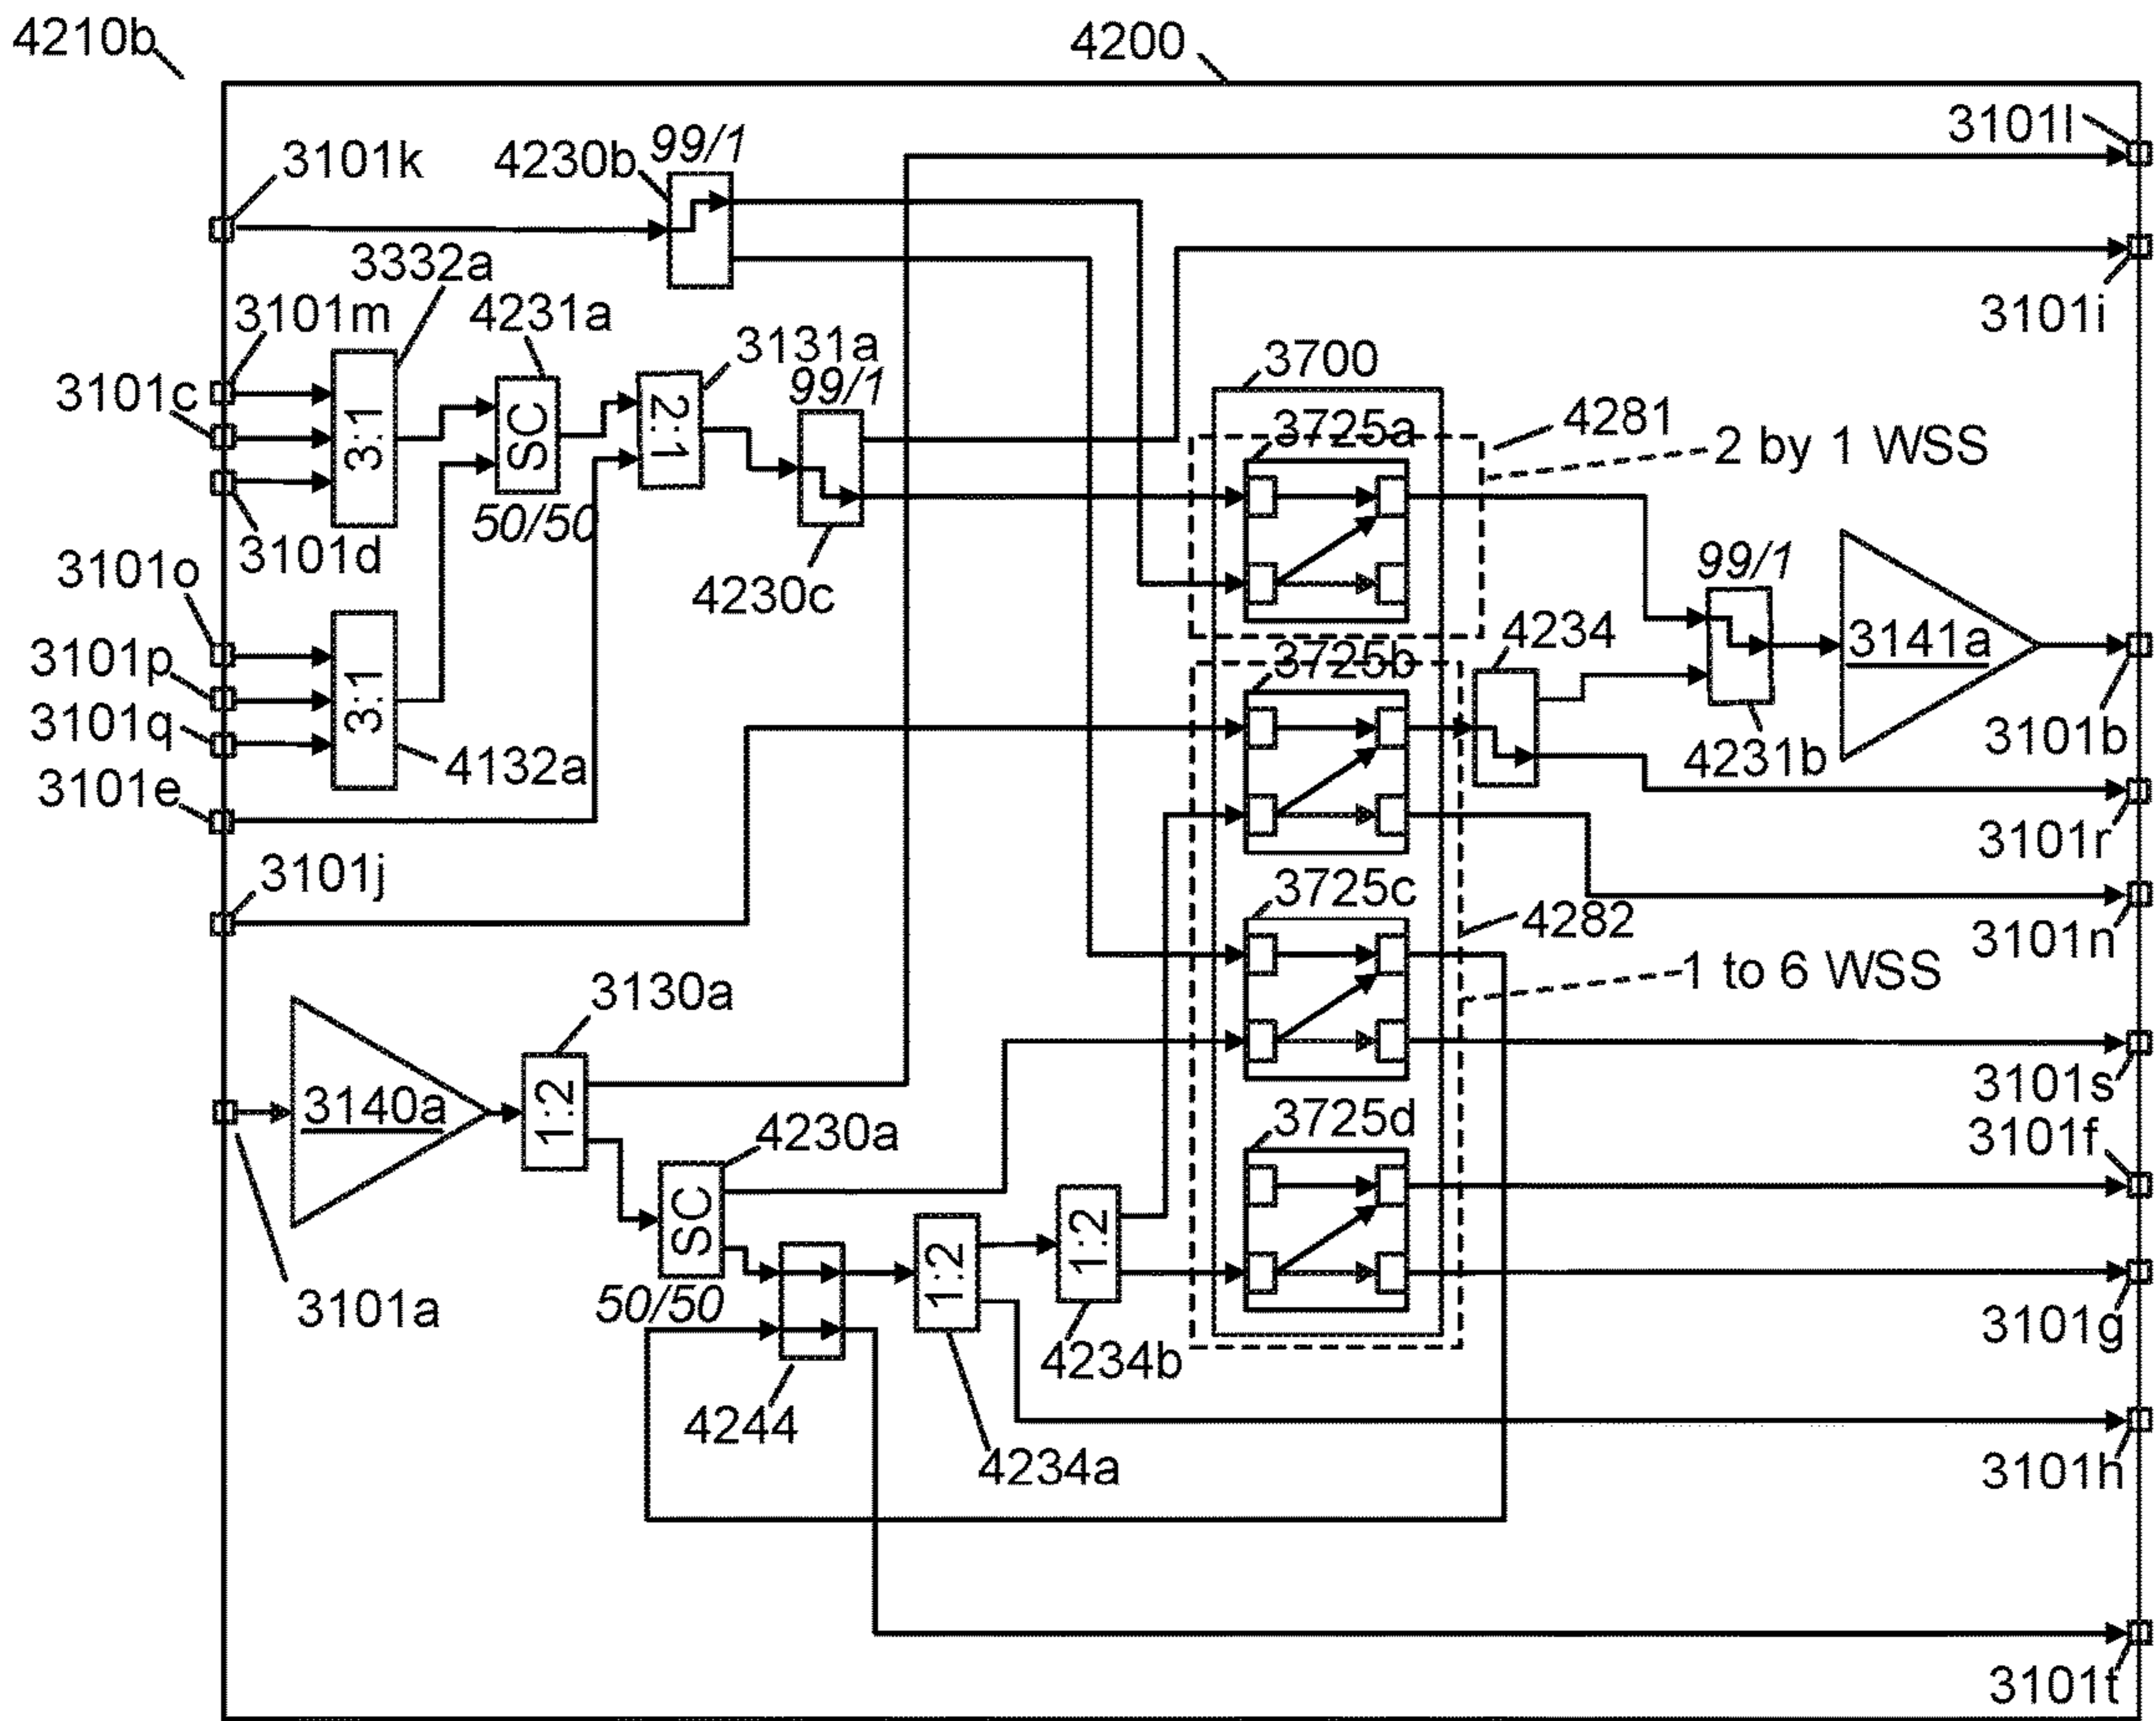 4210b
4200
3101l
3101k
4230b
99/1
3332a
3101m
4231a
3101i
3131a
3101c
3:1
SC
2:1
99/1
3700
3725a
4281
2 by 1 WSS
50/50
3101d
3101o
4230c
99/1
4234
3141a
3101p
3:1
3725b
3101q
4132a
4231b
3101b
3101e
3101r
3101j
3725c
4282
3101n
1 to 6 WSS
3130a
3101s
3140a
1:2
4230a
3725d
3101f
SC
1:2
1:2
3101a
50/50
4234b
3101g
4244
4234a
3101h
3101t